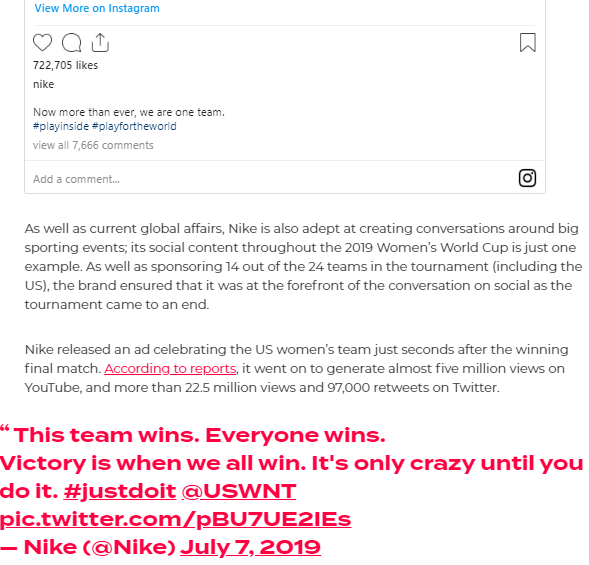 View More on Instagram
722,705 likes
nike
Now more than ever, we are one team.
#playinside #playfortheworld
view all 7,666 comments
Add a comment...
As well as current global affairs, Nike is also adept at creating conversations around big
sporting events; its social content throughout the 2019 Women’s World Cup is just one
example. As well as sponsoring 14 out of the 24 teams in the tournament (including the
US), the brand ensured that it was at the forefront of the conversation on social as the
tournament came to an end.
Nike released an ad celebrating the US women’s team just seconds after the winning
final match. According to reports, it went on to generate almost five million views on
YouTube, and more than 22.5 million views and 97,000 retweets on Twitter.
“ This team wins. Everyone wins.
Victory is when we all win. It's only crazy until you
do it. #justdoit @USWNT
pic.twitter.com/pBU7UE2IEs
— Nike (@Nike) July 7, 2019